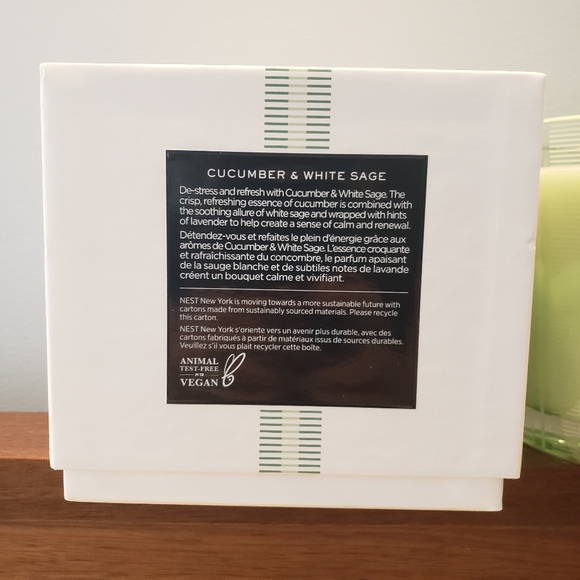 CUCUMBER & WHITE SAGE
De-stress and refresh with Cucumber & White Sage. The
crisp, refreshing essence of cucumber is combined with
the soothing allure of white sage and wrapped with hints
of lavender to help create a sense of calm and renewal.
Détendez-vous et refaites le plein d'énergie grâce aux
arômes de Cucumber & White Sage. L'essence croquante
et rafraîchissante du concombre, le parfum apaisant
de la sauge blanche et de subtiles notes de lavande
créent un bouquet calme et vivifiant.
NEST New York is moving towards a more sustainable future with
cartons made from sustainably sourced materials. Please recycle
this carton.
NEST New York s'oriente vers un avenir plus durable, avec des
cartons fabriqués à partir de matériaux issus de sources durables.
Veuillez s'il vous plaît recycler cette boîte.
ANIMAL
TEST-FREE
VEGAN